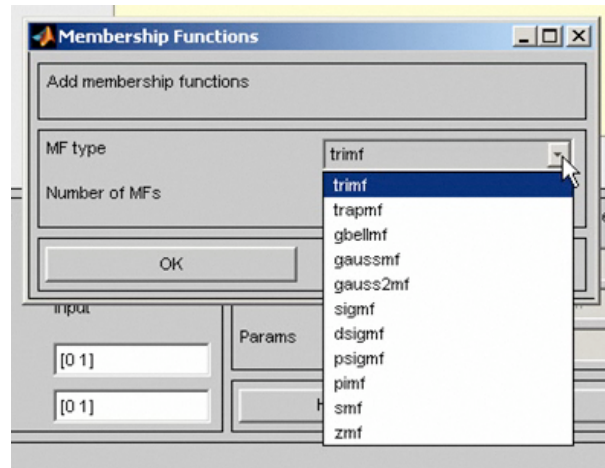 Membership Functions
Add membership functions
MF type
trimf
Number of MFs
trimf
trapmf
gbellmf
gaussmf
gauss2mf
sigmf
dsigmf
psigmf
pimf
smf
zmf
OK
Params
[0 1]
[0 1]